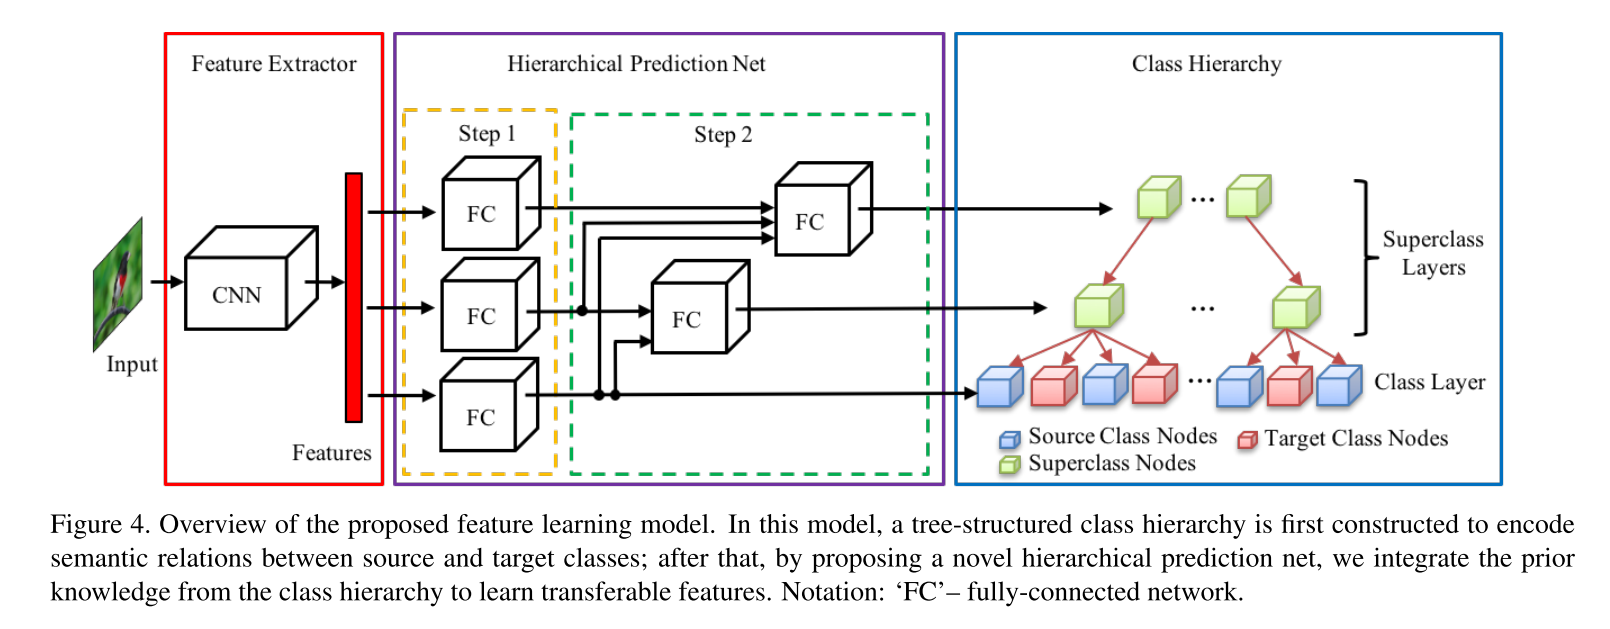 Feature Extractor
Hierarchical Prediction Net
Class Hierarchy
Step 1
Step 2
FC
FC
FC
FC
FC
CNN
Input
Features
...
...
...
Superclass
Layers
Class Layer
Source Class Nodes
Target Class Nodes
Superclass Nodes
Figure 4. Overview of the proposed feature learning model. In this model, a tree-structured class hierarchy is first constructed to encode
semantic relations between source and target classes; after that, by proposing a novel hierarchical prediction net, we integrate the prior
knowledge from the class hierarchy to learn transferable features. Notation: ‘FC’– fully-connected network.